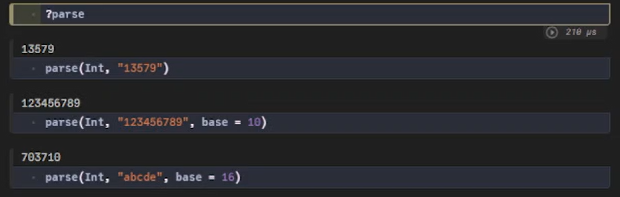 ?parse
210 μs
13579
parse(Int, "13579")
123456789
parse(Int, "123456789", base = 10)
703710
parse(Int, "abcde", base = 16)